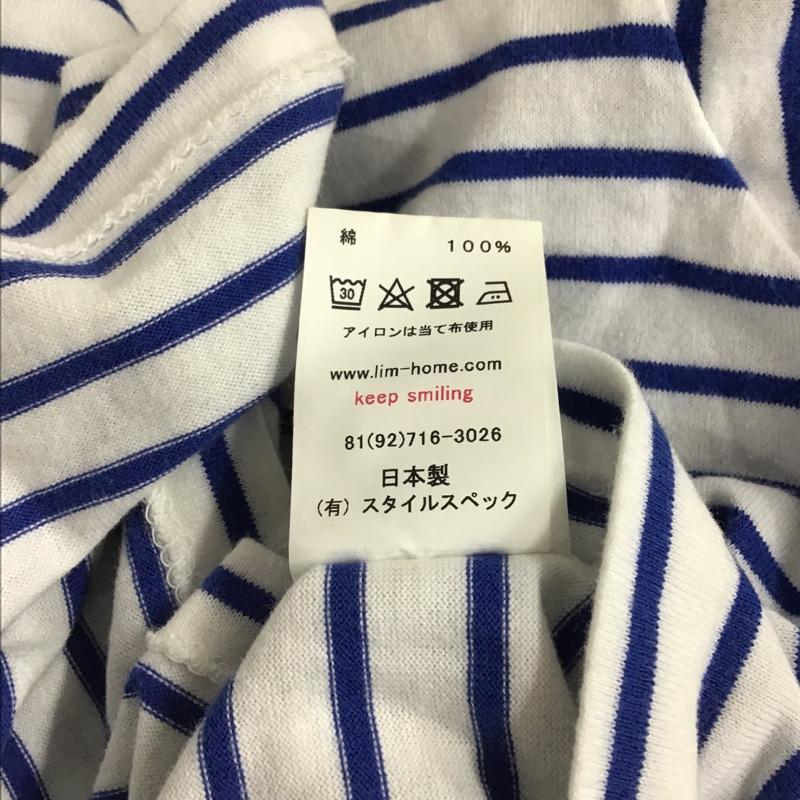 綿 100%
30
アイロンは当て布使用
www.lim-home.com
keep smiling
81(92)716-3026
日本製
(有) スタイルスペック